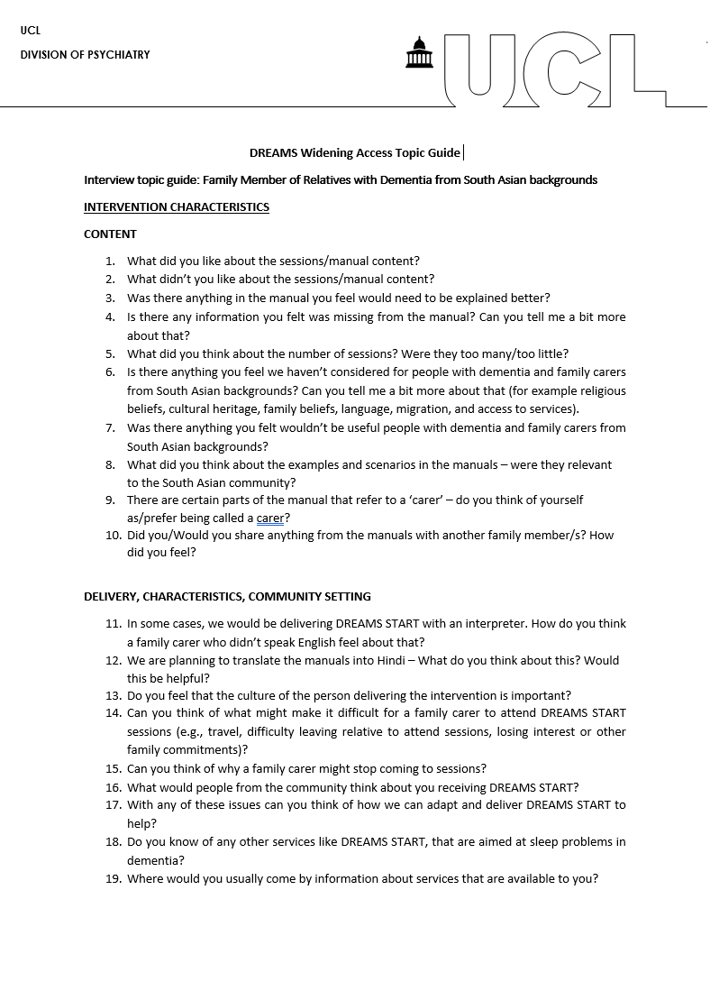 UCL
DIVISION OF PSYCHIATRY
UCL
DREAMS Widening Access Topic Guide
Interview topic guide: Family Member of Relatives with Dementia from South Asian backgrounds
INTERVENTION CHARACTERISTICS
CONTENT
1. What did you like about the sessions/manual content?
2. What didn’t you like about the sessions/manual content?
3. Was there anything in the manual you feel would need to be explained better?
4. Is there any information you felt was missing from the manual? Can you tell me a bit more
about that?
5. What did you think about the number of sessions? Were they too many/too little?
6. Is there anything you feel we haven’t considered for people with dementia and family carers
from South Asian backgrounds? Can you tell me a bit more about that (for example religious
beliefs, cultural heritage, family beliefs, language, migration, and access to services).
7. Was there anything you felt wouldn’t be useful people with dementia and family carers from
South Asian backgrounds?
8. What did you think about the examples and scenarios in the manuals – were they relevant
to the South Asian community?
9. There are certain parts of the manual that refer to a ‘carer’ – do you think of yourself
as/prefer being called a carer?
10. Did you/Would you share anything from the manuals with another family member/s? How
did you feel?
DELIVERY, CHARACTERISTICS, COMMUNITY SETTING
11. In some cases, we would be delivering DREAMS START with an interpreter. How do you think
a family carer who didn’t speak English feel about that?
12. We are planning to translate the manuals into Hindi – What do you think about this? Would
this be helpful?
13. Do you feel that the culture of the person delivering the intervention is important?
14. Can you think of what might make it difficult for a family carer to attend DREAMS START
sessions (e.g., travel, difficulty leaving relative to attend sessions, losing interest or other
family commitments)?
15. Can you think of why a family carer might stop coming to sessions?
16. What would people from the community think about you receiving DREAMS START?
17. With any of these issues can you think of how we can adapt and deliver DREAMS START to
help?
18. Do you know of any other services like DREAMS START, that are aimed at sleep problems in
dementia?
19. Where would you usually come by information about services that are available to you?